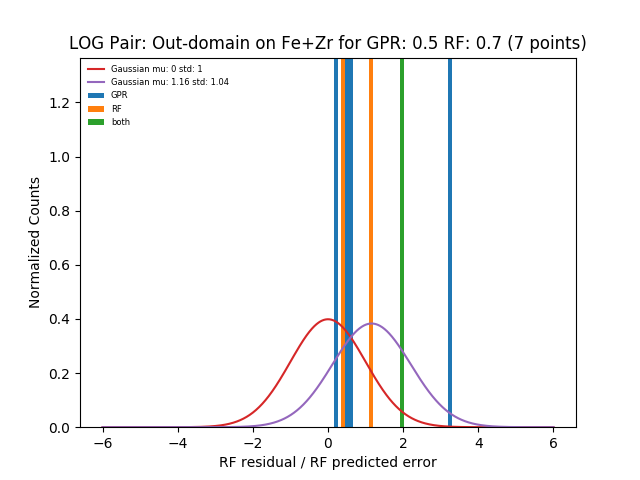 LOG Pair: Out-domain on Fe+Zr for GPR: 0.5 RF: 0.7 (7 points)
Gaussian mu: 0 std: 1
Gaussian mu: 1.16 std: 1.04
GPR
RF
both
Normalized Counts
1.2
1.0
0.8
0.6
0.4
0.2
0.0
−6 −4 −2 0 2 4 6
RF residual / RF predicted error